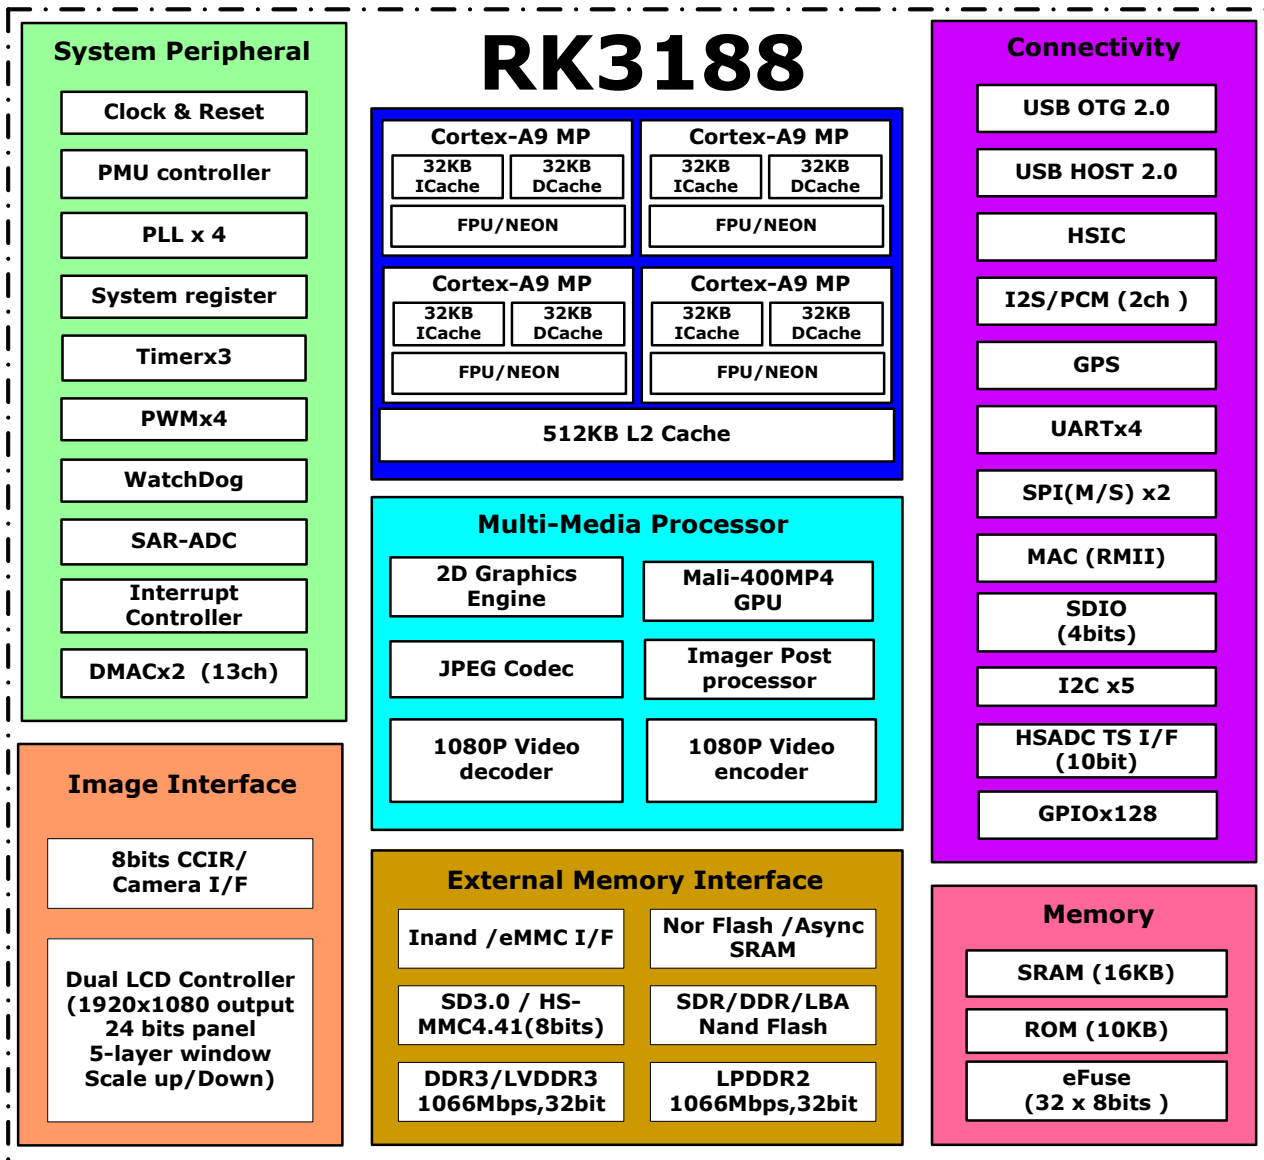 RK3188
System Peripheral
Clock & Reset
PMU controller
PLL x 4
System register
Timerx3
PWMx4
WatchDog
SAR-ADC
Interrupt
Controller
DMACx2 (13ch)
Image Interface
8bits CCIR/
Camera I/F
Dual LCD Controller
(1920x1080 output
24 bits panel
5-layer window
Scale up/Down)
Cortex-A9 MP
32KB
ICache
32KB
DCache
FPU/NEON
Cortex-A9 MP
32KB
ICache
32KB
DCache
FPU/NEON
Cortex-A9 MP
32KB
ICache
32KB
DCache
FPU/NEON
Cortex-A9 MP
32KB
ICache
32KB
DCache
FPU/NEON
512KB L2 Cache
Multi-Media Processor
2D Graphics
Engine
Mali-400MP4
GPU
JPEG Codec
Imager Post
processor
1080P Video
decoder
1080P Video
encoder
External Memory Interface
Inand /eMMC I/F
Nor Flash /Async
SRAM
SD3.0 / HS-
MMC4.41(8bits)
SDR/DDR/LBA
Nand Flash
DDR3/LVDDR3
1066Mbps,32bit
LPDDR2
1066Mbps,32bit
Connectivity
USB OTG 2.0
USB HOST 2.0
HSIC
I2S/PCM (2ch )
GPS
UARTx4
SPI(M/S) x2
MAC (RMII)
SDIO
(4bits)
I2C x5
HSADC TS I/F
(10bit)
GPIOx128
Memory
SRAM (16KB)
ROM (10KB)
eFuse
(32 x 8bits )